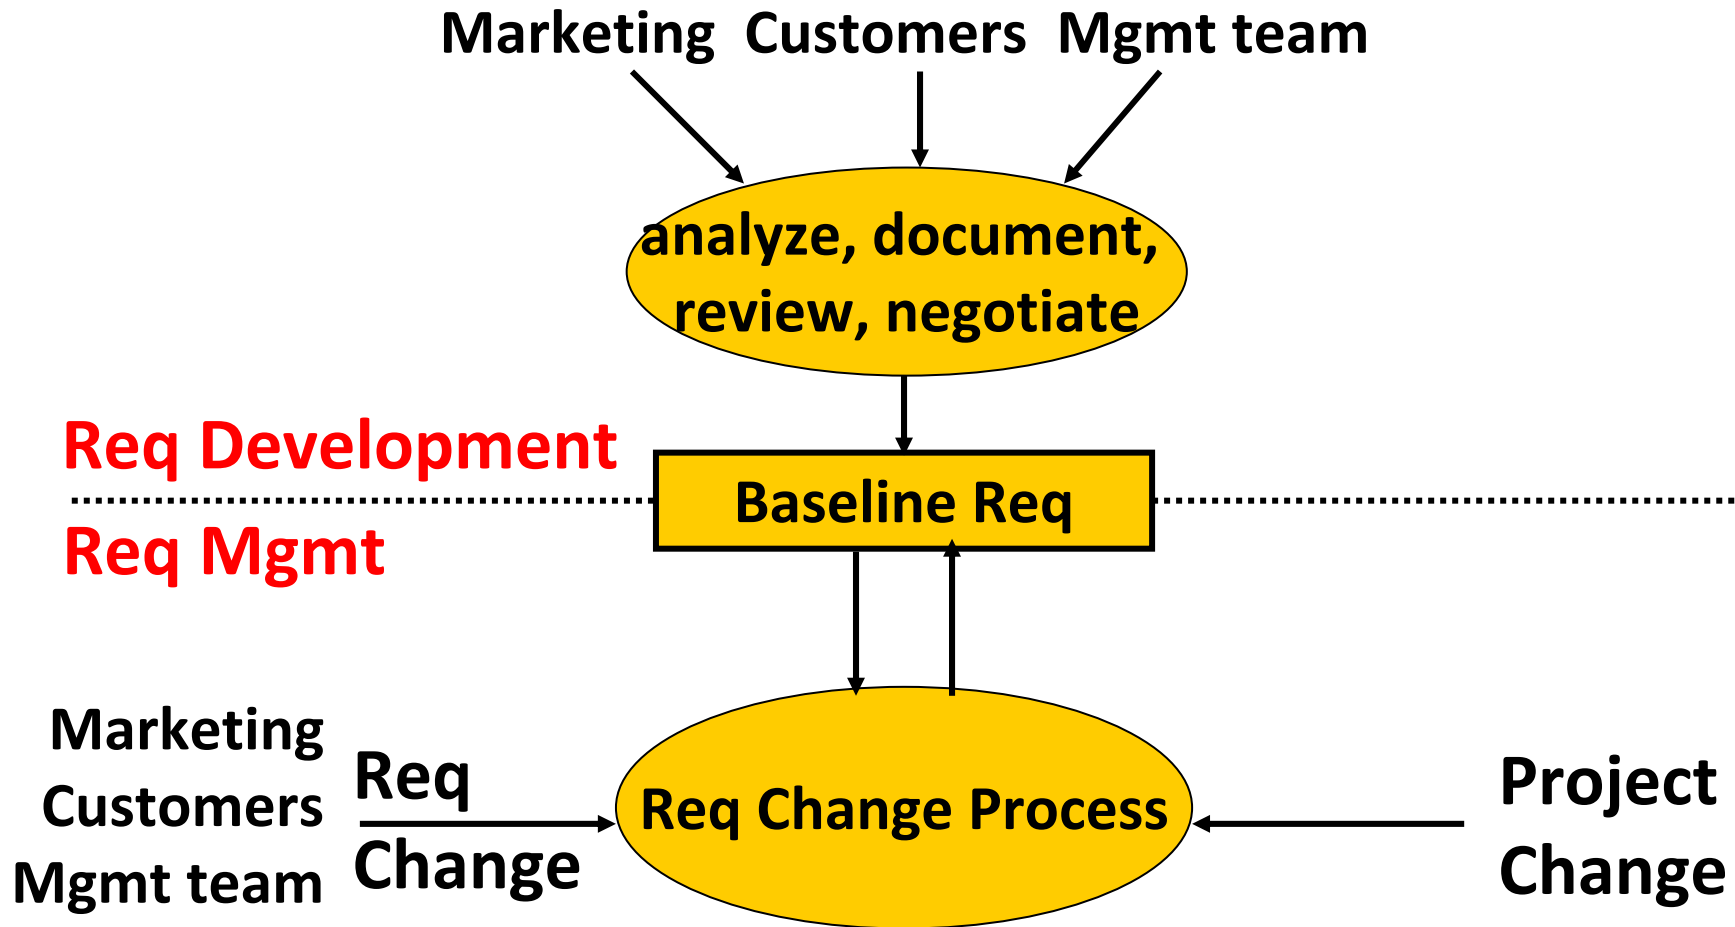 Marketing Customers Mgmt team
analyze, document,
review, negotiate
Req Development
Baseline Req
Req Mgmt
Marketing
Customers
Mgmt team
Req
Change
Req Change Process
Project
Change